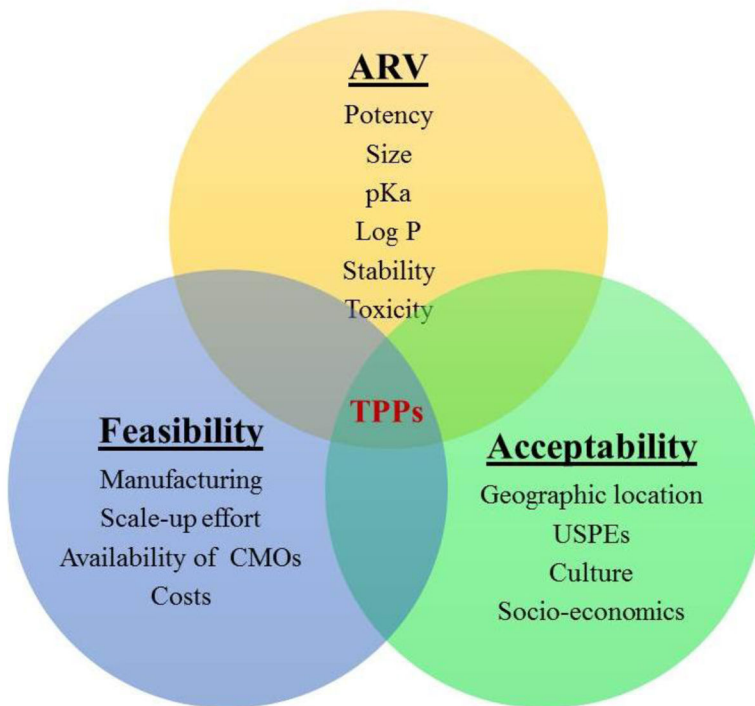 ARV
Potency
Size
pKa
Log P
Stability
Toxicity
TPPs
Feasibility
Manufacturing
Scale-up effort
Availability of CMOs
Costs
Acceptability
Geographic location
USPEs
Culture
Socio-economics